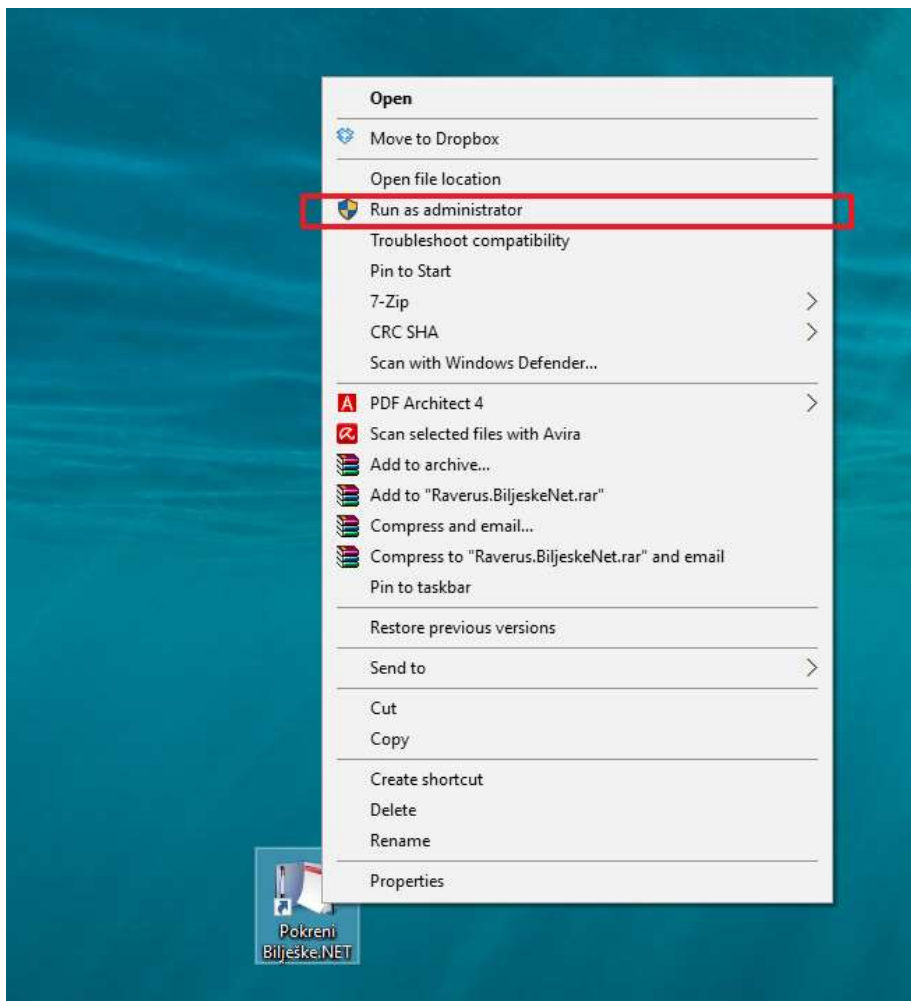 Open
Move to Dropbox
Open file location
Run as administrator
Troubleshoot compatibility
Pin to Start
7-Zip
CRC SHA
Scan with Windows Defender...
PDF Architect 4
Scan selected files with Avira
Add to archive...
Add to "Raverus.BiljeskeNet.rar"
Compress and email...
Compress to "Raverus.BiljeskeNet.rar" and email
Pin to taskbar
Restore previous versions
Send to
Cut
Copy
Create shortcut
Delete
Rename
Properties
Pokreni
Bilješke.NET